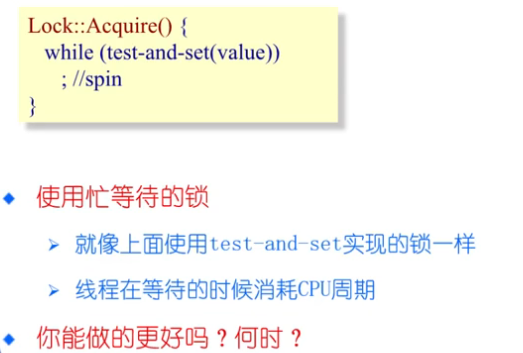 Lock::Acquire() {
while (test-and-set(value))
; //spin
}
使用忙等待的锁
就像上面使用test-and-set实现的锁一样
线程在等待的时候消耗CPU周期
你能做的更好吗？何时？